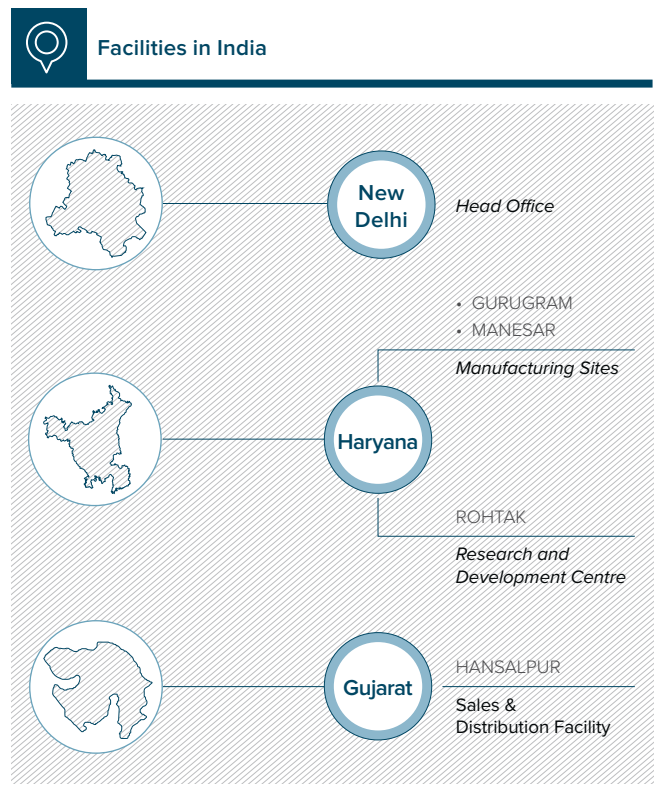 Facilities in India
New
Delhi
Head Office
• GURUGRAM
• MANESAR
Manufacturing Sites
Haryana
ROHTAK
Research and
Development Centre
Gujarat
HANSALPUR
Sales &
Distribution Facility